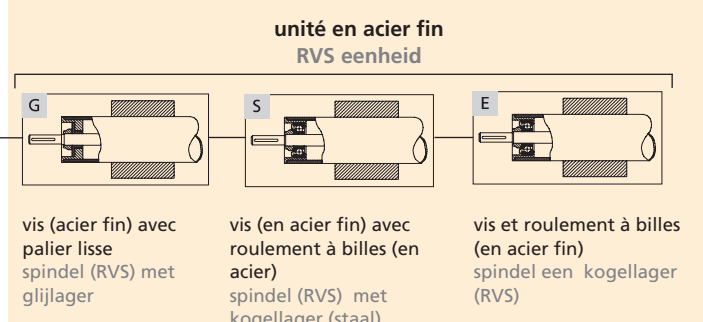 unité en acier fin
RVS eenheid
G
S
E
vis (acier fin) avec
palier lisse
spindel (RVS) met
glijlager
vis (en acier fin) avec
roulement à billes (en
acier)
spindel (RVS) met
kogellager (staal)
vis et roulement à billes
(en acier fin)
spindel een kogellager
(RVS)